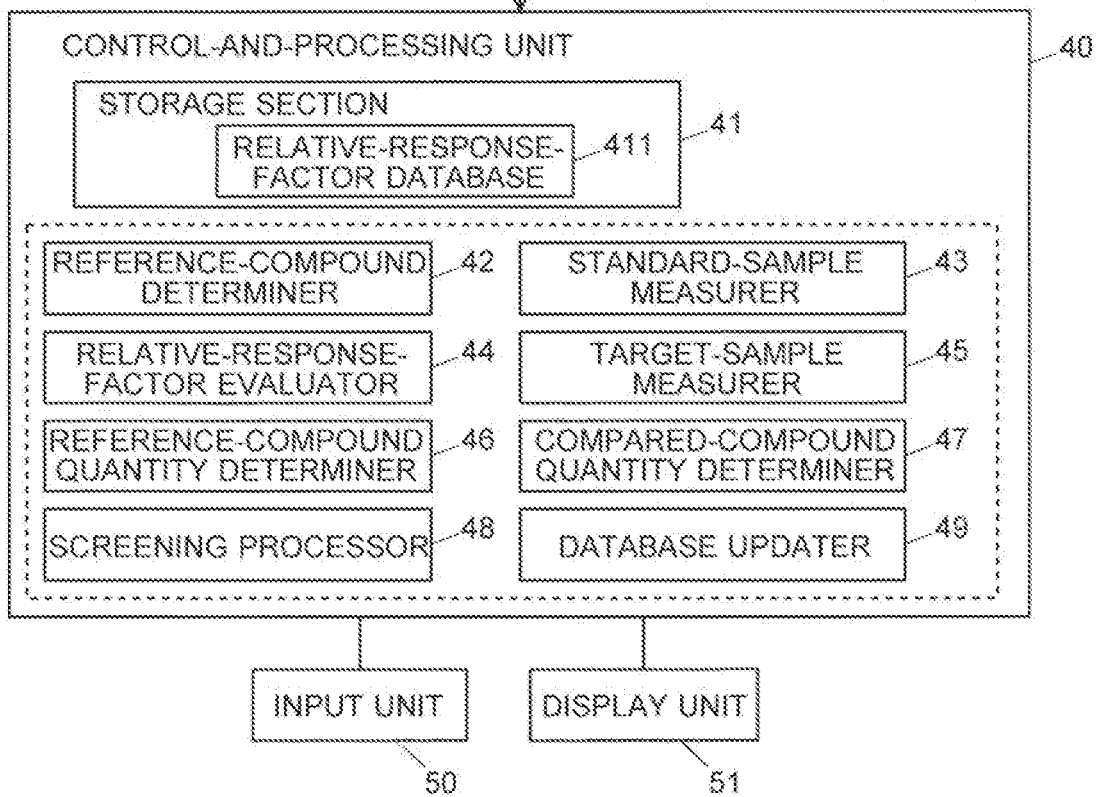 CONTROL-AND-PROCESSING UNIT
40
STORAGE SECTION
41
RELATIVE-RESPONSE-
FACTOR DATABASE
411
REFERENCE-COMPOUND
DETERMINER
42
STANDARD-SAMPLE
MEASURER
43
RELATIVE-RESPONSE-
FACTOR EVALUATOR
44
TARGET-SAMPLE
MEASURER
45
REFERENCE-COMPOUND
QUANTITY DETERMINER
46
COMPARED-COMPOUND
QUANTITY DETERMINER
47
SCREENING PROCESSOR
48
DATABASE UPDATER
49
INPUT UNIT
50
DISPLAY UNIT
51